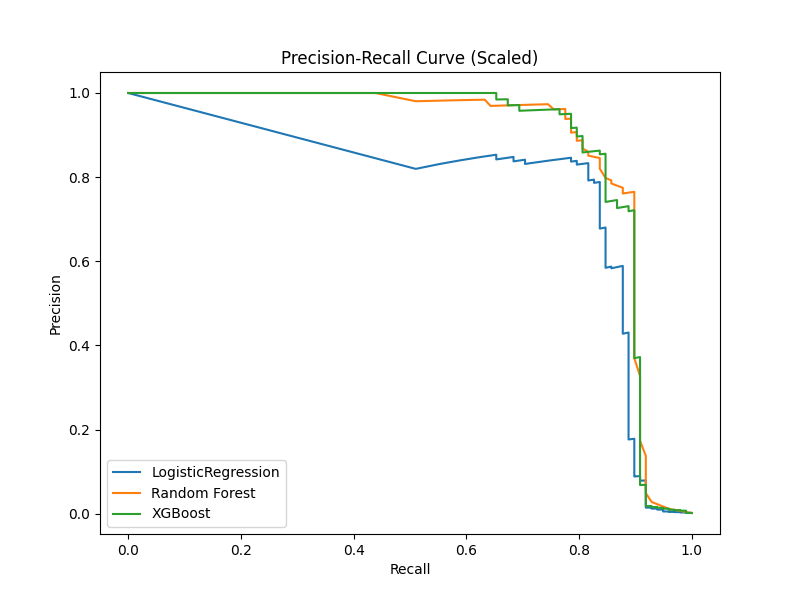 Precision-Recall Curve (Scaled)
Precision
1.0
0.8
0.6
0.4
0.2
0.0
LogisticRegression
Random Forest
XGBoost
0.0 0.2 0.4 0.6 0.8 1.0
Recall